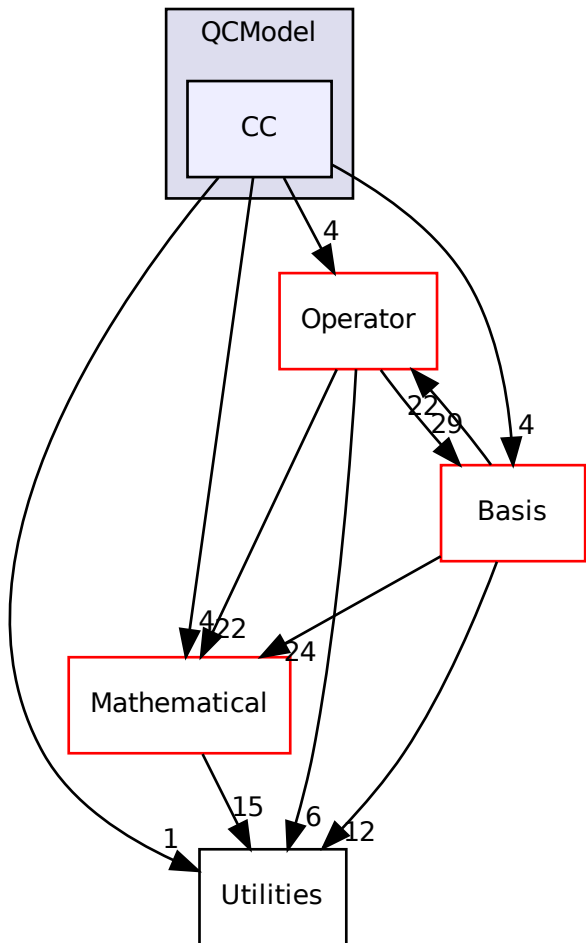 QCModel
CC
4
Operator
22
29
4
Basis
4
22
24
Mathematical
15
6
12
1
Utilities